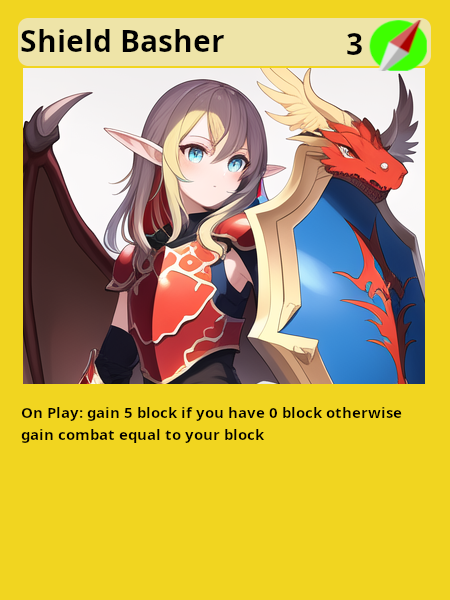 Shield Basher
3
On Play: gain 5 block if you have 0 block otherwise
gain combat equal to your block